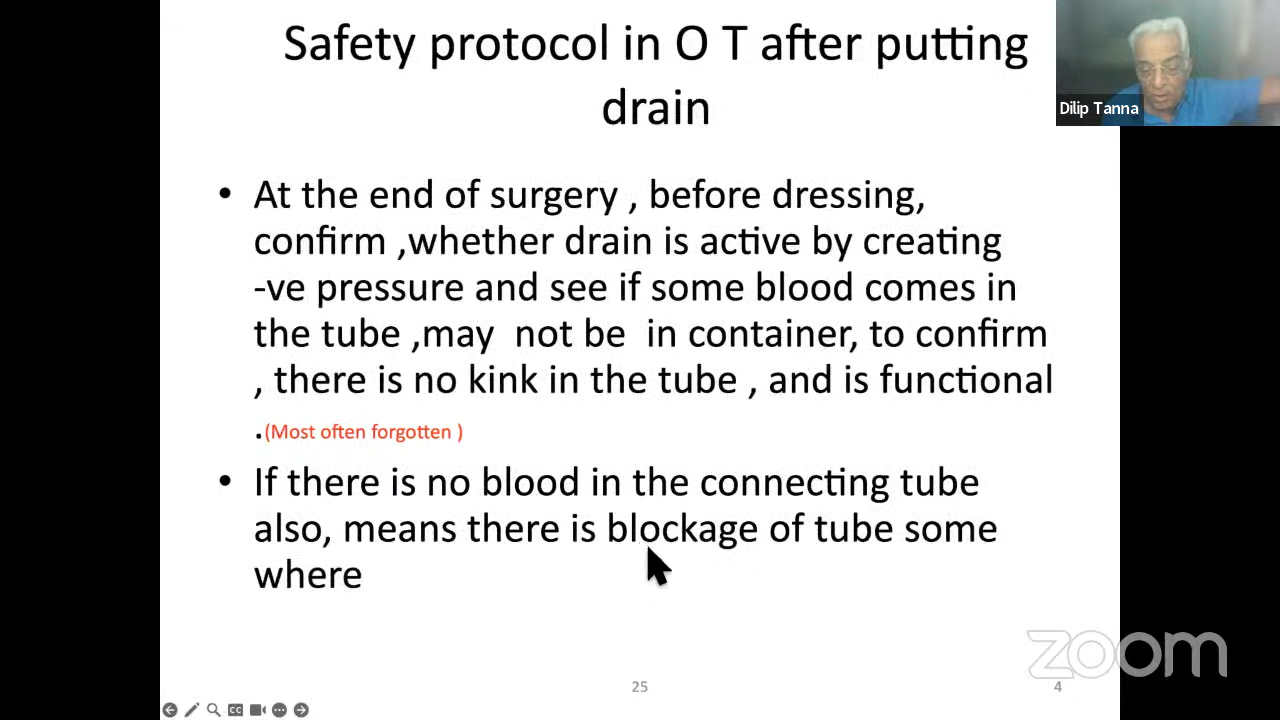 Safety protocol in O T after putting
drain
Dilip Tanna
• At the end of surgery , before dressing,
confirm ,whether drain is active by creating
-ve pressure and see if some blood comes in
the tube ,may not be in container, to confirm
, there is no kink in the tube , and is functional
.(Most often forgotten )
• If there is no blood in the connecting tube
also, means there is blockage of tube some
where
zoom
25
4
CC